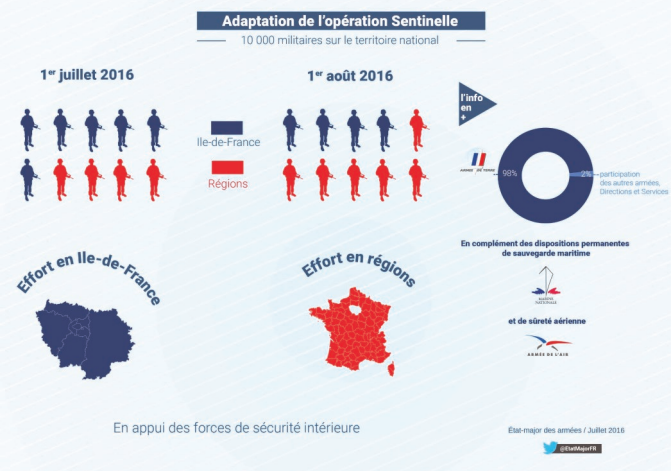 Adaptation de l'opération Sentinelle
10 000 militaires sur le territoire national
1er juillet 2016
1er août 2016
l'info
en
+
Ile-de-France
Régions
ARMÉE DE TERRE
98%
2%
participation
des autres armées,
Directions et Services
En complément des dispositions permanentes
de sauvegarde maritime
MARINE
NATIONALE
et de sûreté aérienne
ARMÉE DE L'AIR
Effort en Ile-de-France
Effort en régions
En appui des forces de sécurité intérieure
État-major des armées / Juillet 2016
@EtatMajorFR